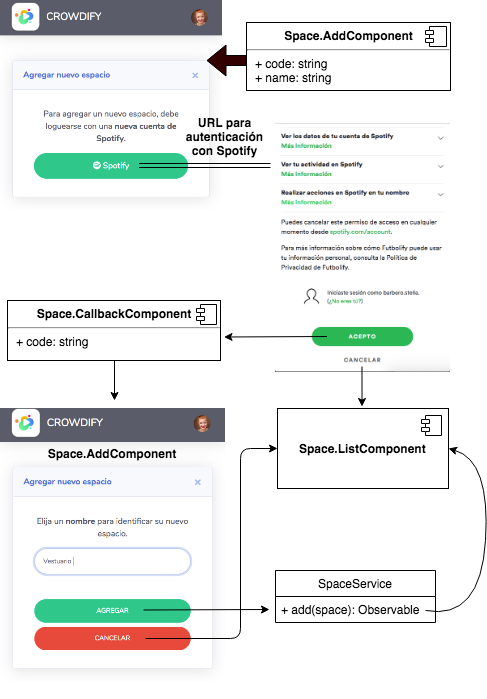 CROWDIFY
Agregar nuevo espacio
×
Para agregar un nuevo espacio, debe
loguearse con una nueva cuenta de
Spotify.
Spotify
Space.AddComponent
+ code: string
+ name: string
URL para
autenticación
con Spotify
Ver los datos de tu cuenta de Spotify
Más Información
Ver tu actividad en Spotify
Más Información
Realizar acciones en Spotify en tu nombre
Más Información
Puedes cancelar este permiso de acceso en cualquier
momento desde spotify.com/account.
Para más información sobre cómo Futbolify puede usar
tu información personal, consulta la Política de
Privacidad de Futbolify.
Iniciaste sesión como barbero.stella.
(¿No eres tú?)
ACEPTO
CANCELAR
Space.CallbackComponent
+ code: string
CROWDIFY
Space.AddComponent
Agregar nuevo espacio
×
Elija un nombre para identificar su nuevo
espacio.
Vestuario
AGREGAR
CANCELAR
Space.ListComponent
SpaceService
+ add(space): Observable